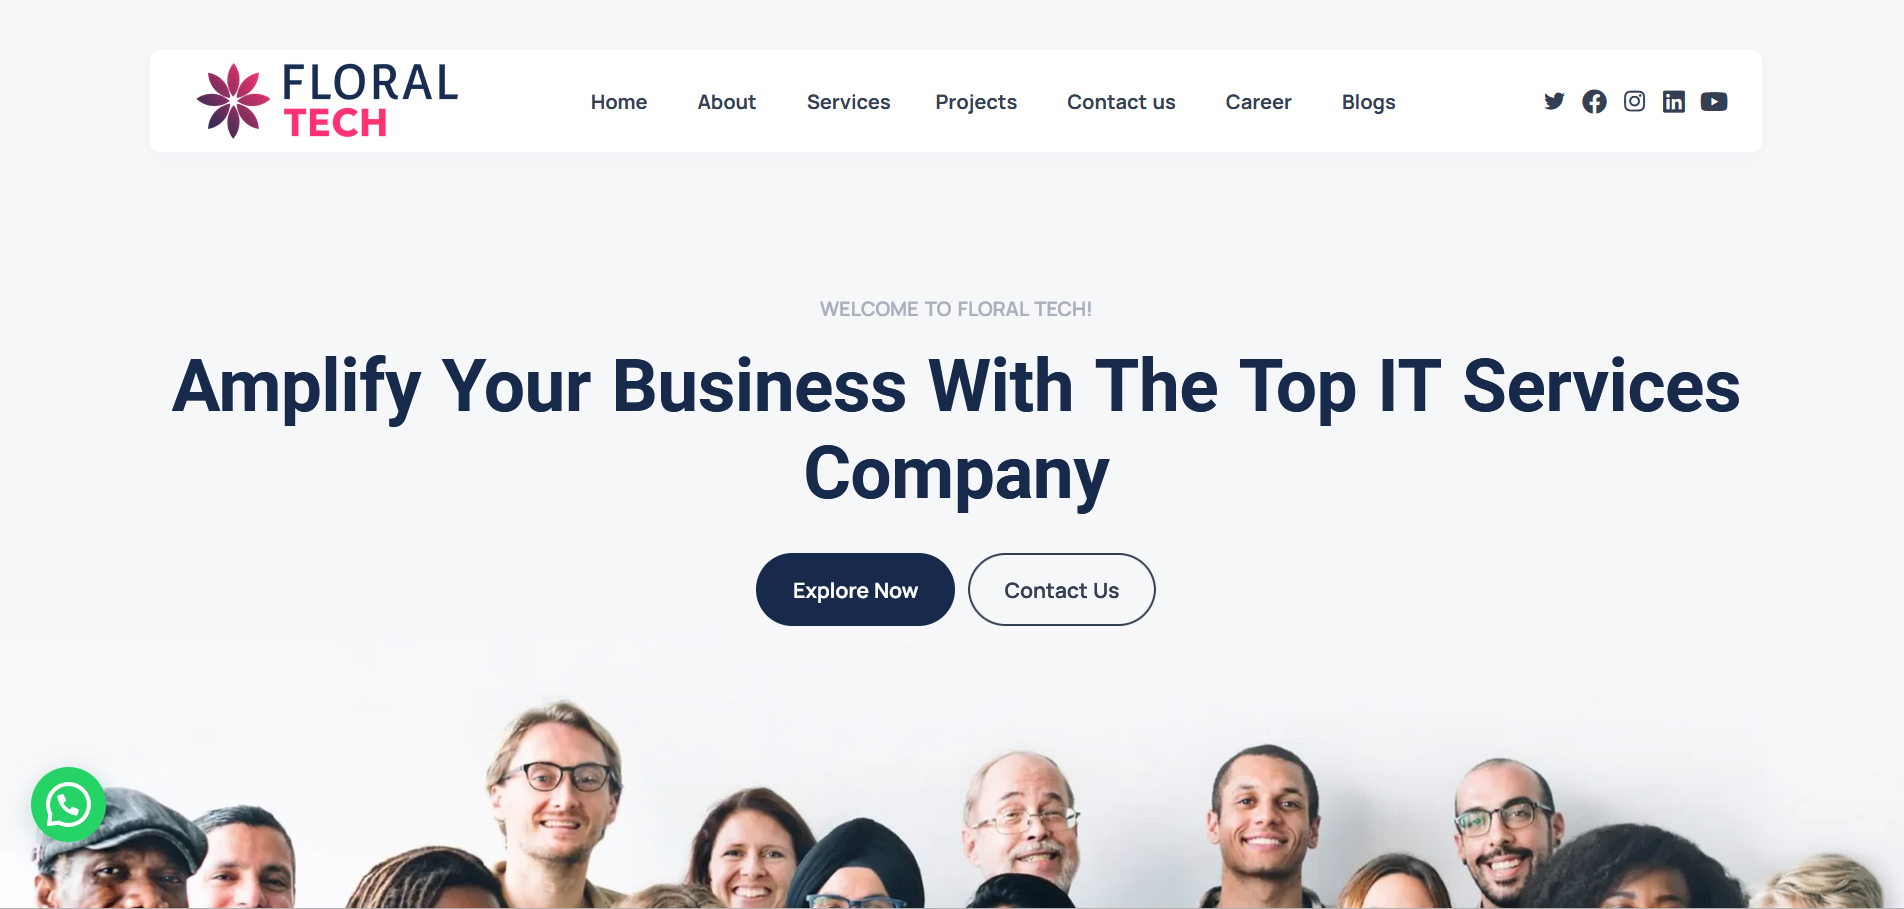 FLORAL
TECH
Home About Services Projects Contact us Career Blogs
WELCOME TO FLORAL TECH!
Amplify Your Business With The Top IT Services
Company
Explore Now Contact Us